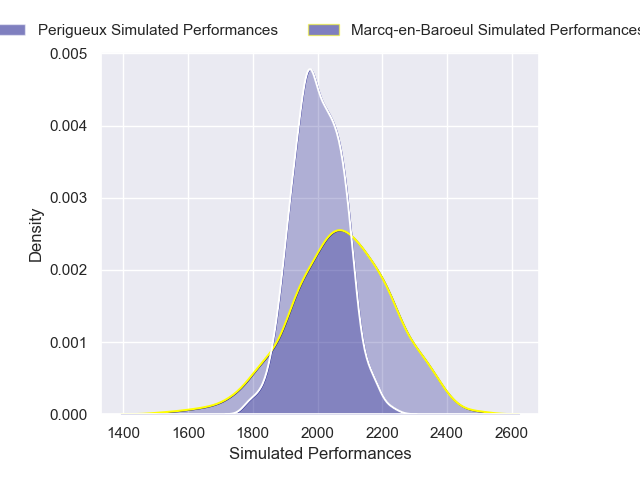 Perigueux Simulated Performances
Marcq-en-Baroeul Simulated Performances
0.005
0.004
0.003
0.002
0.001
0.000
Density
1400 1600 1800 2000 2200 2400 2600
Simulated Performances